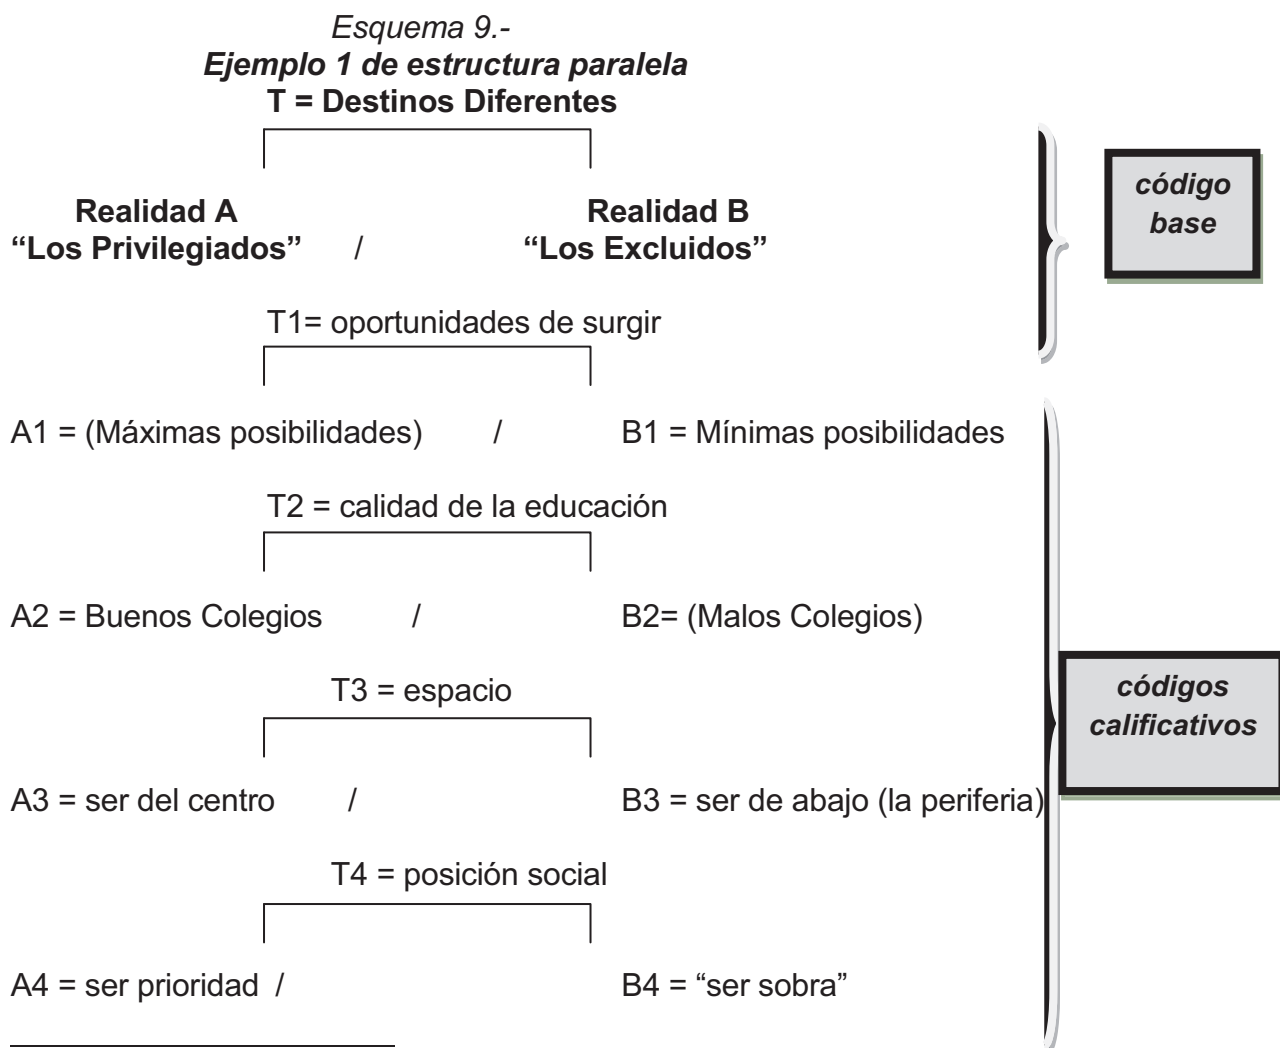 Esquema 9.-
Ejemplo 1 de estructura paralela
T = Destinos Diferentes
Realidad A Realidad B
“Los Privilegiados” / “Los Excluidos”
código
base
T1= oportunidades de surgir
A1 = (Máximas posibilidades) / B1 = Mínimas posibilidades
T2 = calidad de la educación
A2 = Buenos Colegios / B2= (Malos Colegios)
T3 = espacio
códigos
calificativos
A3 = ser del centro / B3 = ser de abajo (la periferia)
T4 = posición social
A4 = ser prioridad / B4 = “ser sobra”